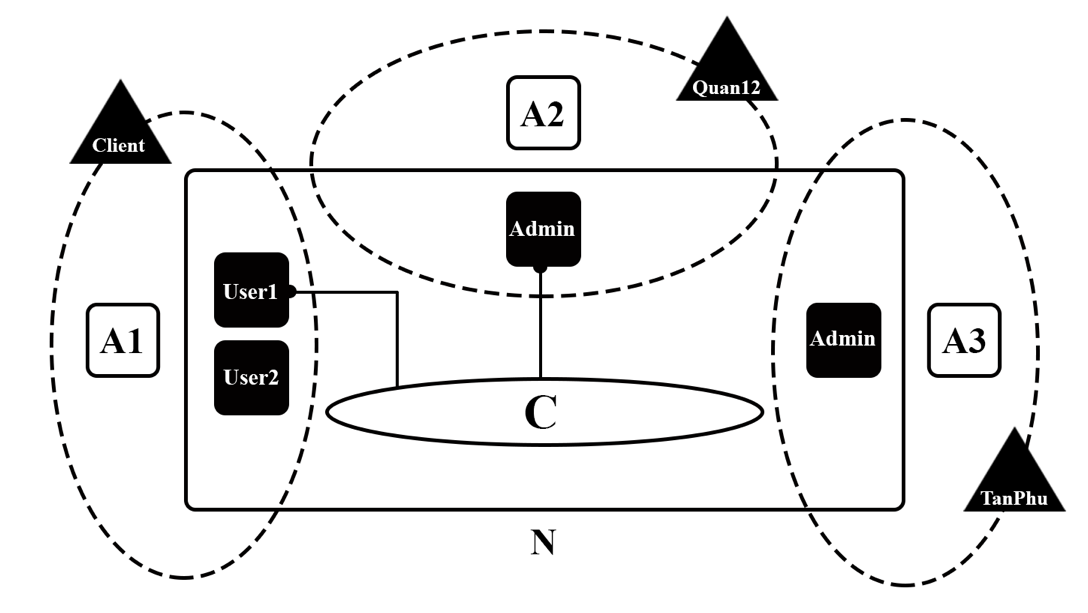 Quan12
A2
Client
Admin
User1
A1
Admin
A3
User2
C
TanPhu
N